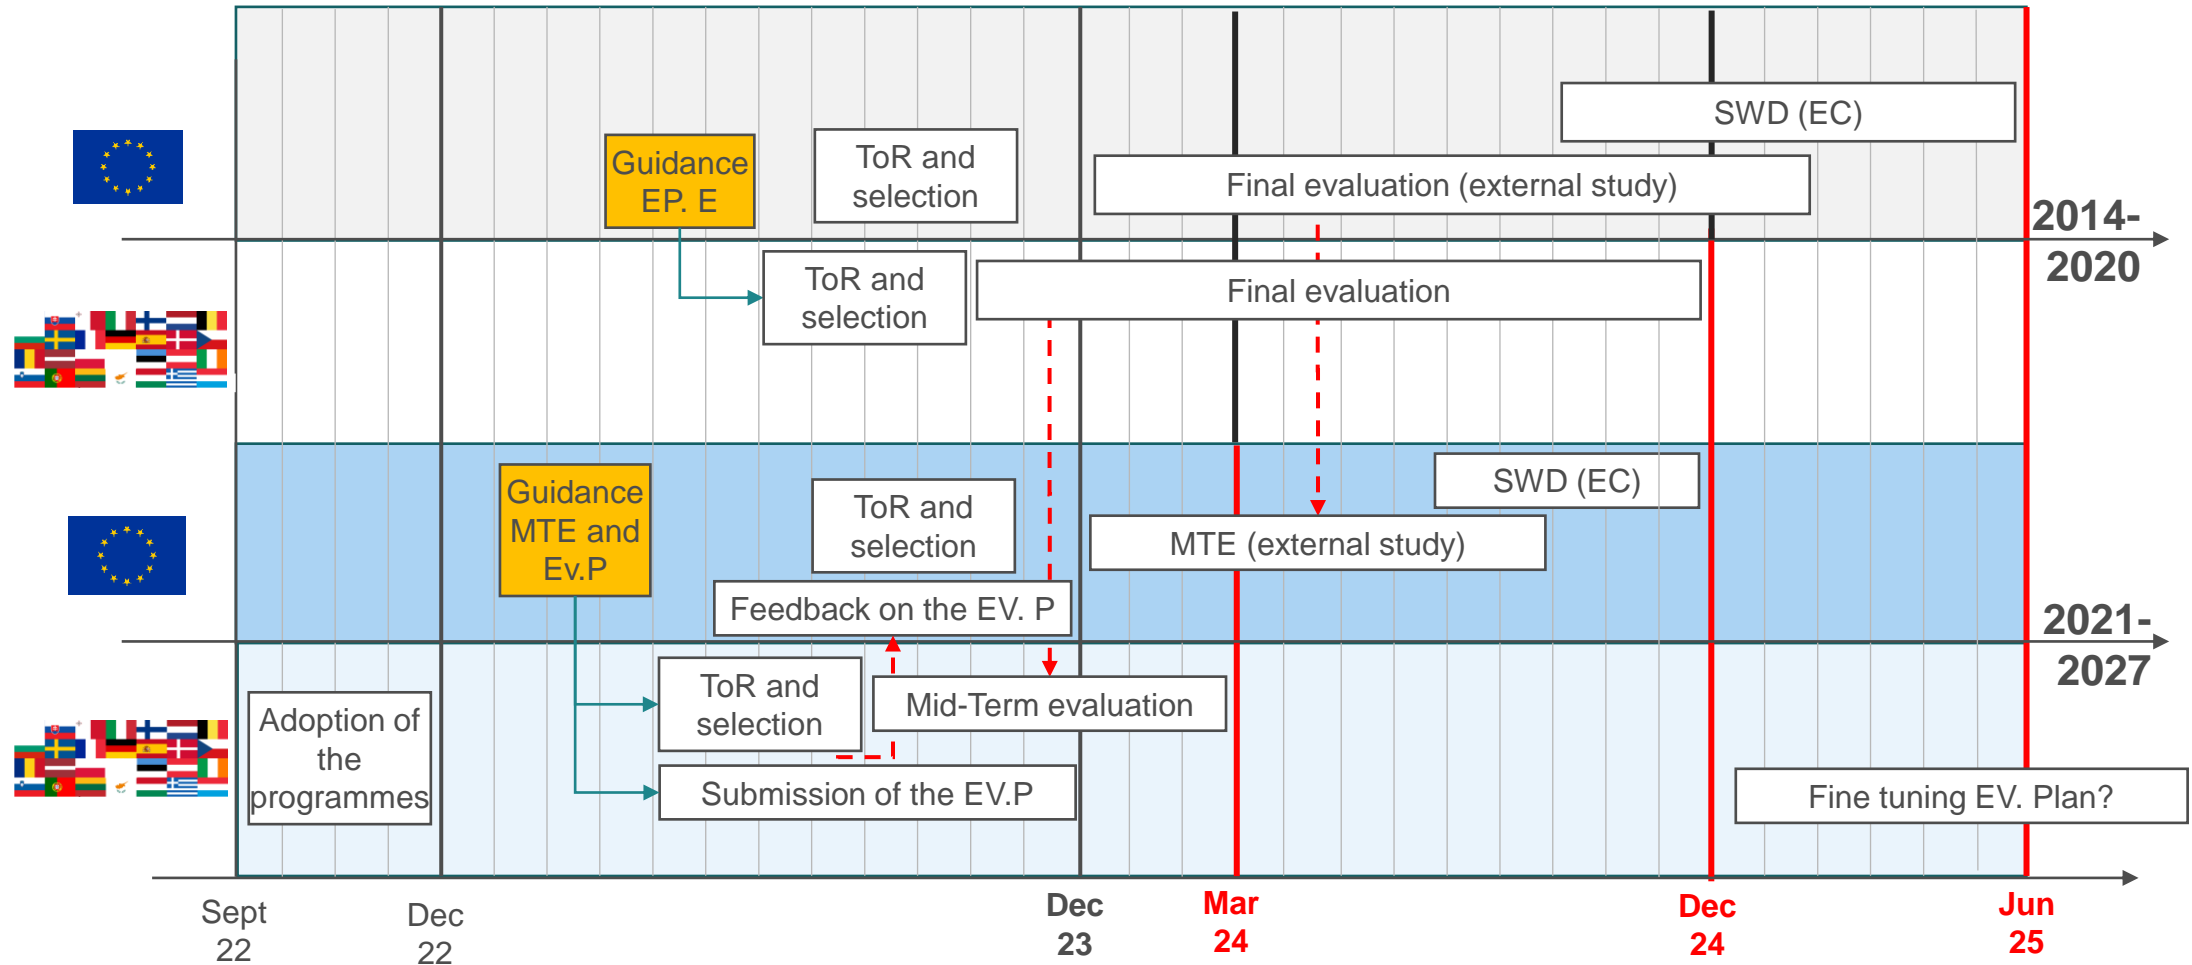 SWD (EC)
Guidance
EP. E
ToR and
selection
Final evaluation (external study)
2014-
2020
ToR and
selection
Final evaluation
Guidance
MTE and
Ev.P
ToR and
selection
SWD (EC)
MTE (external study)
Feedback on the EV. P
2021-
2027
Adoption of
the
programmes
ToR and
selection
Mid-Term evaluation
Submission of the EV.P
Fine tuning EV. Plan?
Sept
22
Dec
22
Dec
23
Mar
24
Dec
24
Jun
25